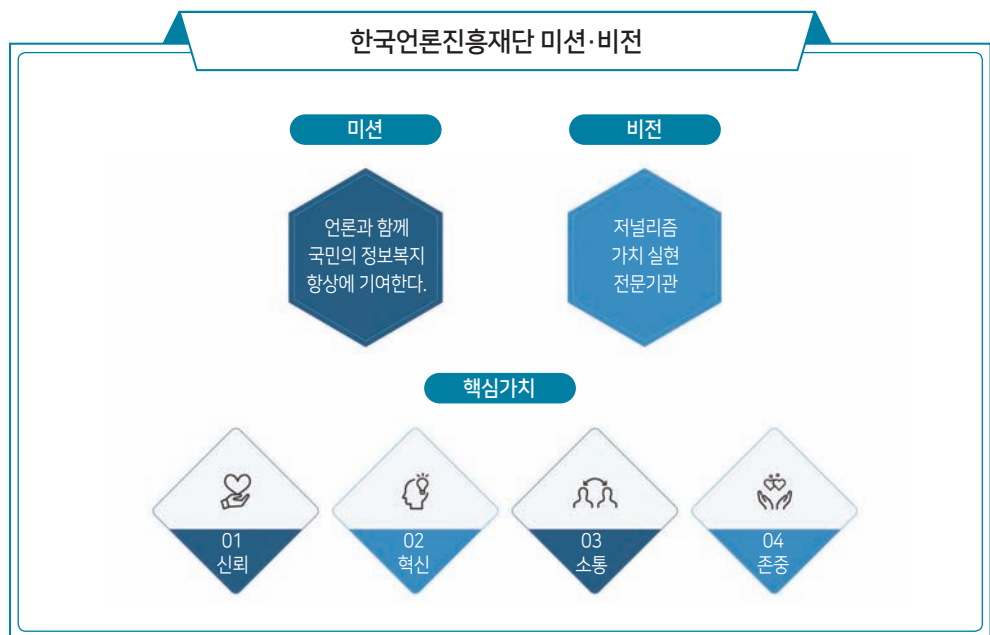 한국언론진흥재단 미션·비전
미션
비전
언론과 함께
국민의 정보복지
향상에 기여한다.
저널리즘
가치 실현
전문기관
핵심가치
01
신뢰
02
혁신
03
소통
04
존중